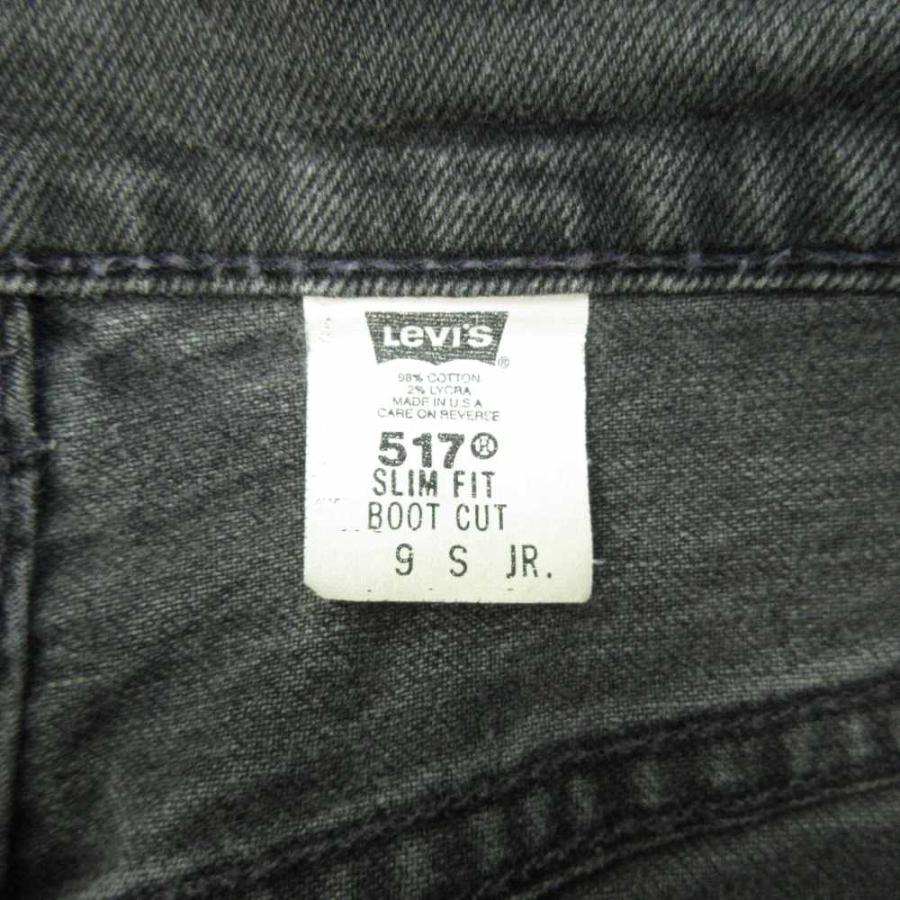 LEVI'S ®
98% COTTON
2% LYCRA
MADE IN U.S.A
CARE ON REVERSE
517
SLIM FIT
BOOT CUT
9 S JR.